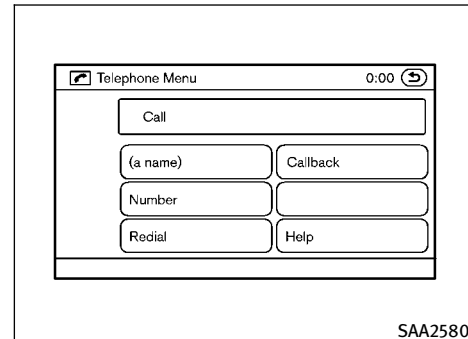 Telephone Menu 0:00
Call
(a name) Callback
Number
Redial Help
SAA2580